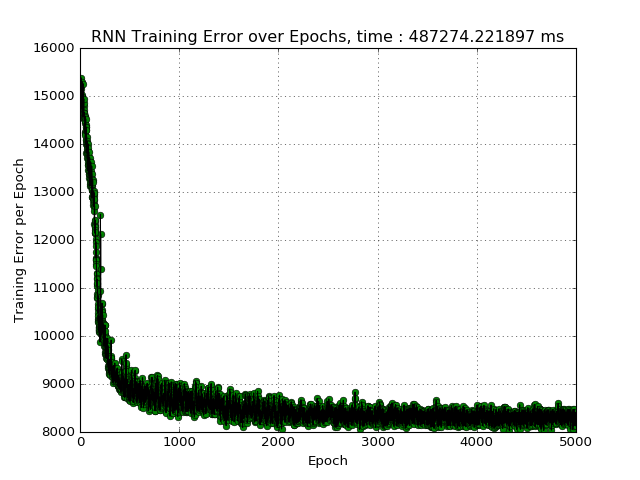 RNN Training Error over Epochs, time : 487274.221897 ms
16000
15000
14000
13000
12000
11000
10000
9000
8000
Training Error per Epoch
0 1000 2000 3000 4000 5000
Epoch